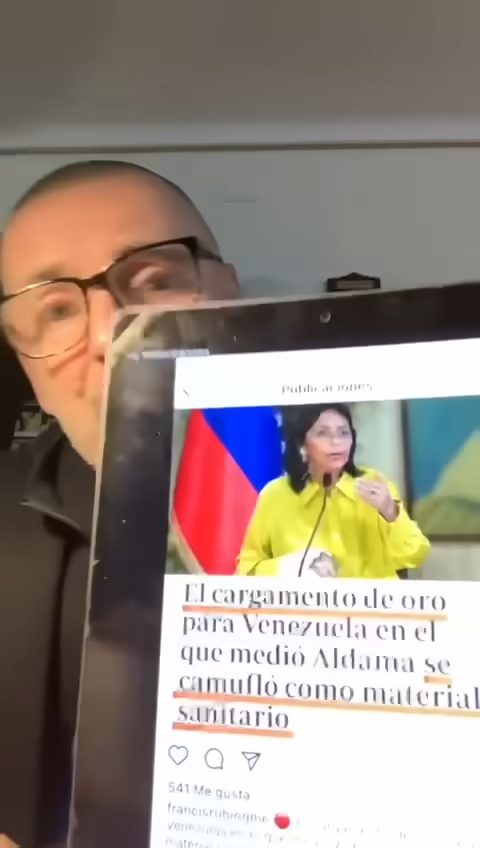 Publicaciones
El cargamento de oro
para Venezuela en el
que medió Aldama se
camufló como material
sanitario
541 Me gusta
francisrubingme